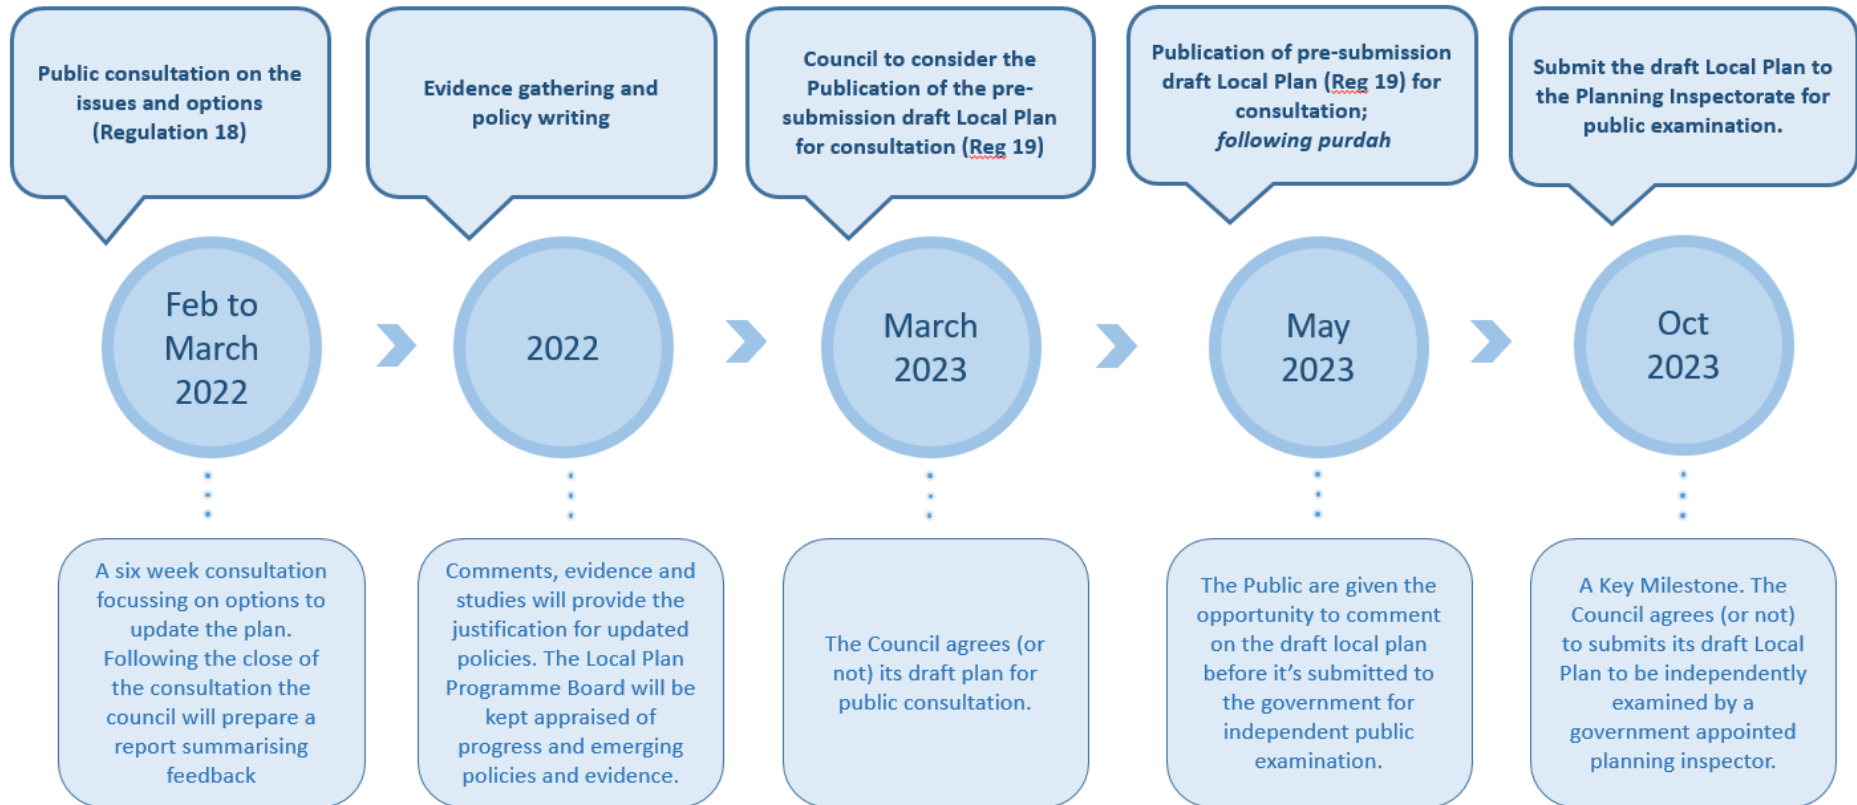 Public consultation on the
issues and options
(Regulation 18)
Evidence gathering and
policy writing
Council to consider the
Publication of the pre-
submission draft Local Plan
for consultation (Reg 19)
Publication of pre-submission
draft Local Plan (Reg 19) for
consultation;
following purdah
Submit the draft Local Plan to
the Planning Inspectorate for
public examination.
Feb to
March
2022
2022
March
2023
May
2023
Oct
2023
A six week consultation
focussing on options to
update the plan.
Following the close of
the consultation the
council will prepare a
report summarising
feedback
Comments, evidence and
studies will provide the
justification for updated
policies. The Local Plan
Programme Board will be
kept appraised of
progress and emerging
policies and evidence.
The Council agrees (or
not) its draft plan for
public consultation.
The Public are given the
opportunity to comment
on the draft local plan
before it’s submitted to
the government for
independent public
examination.
A Key Milestone. The
Council agrees (or not)
to submits its draft Local
Plan to be independently
examined by a
government appointed
planning inspector.